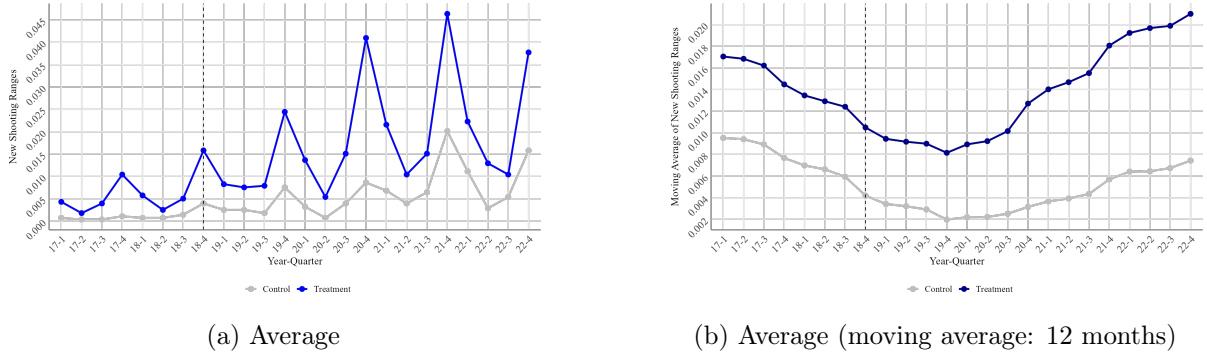 New Shooting Ranges
0.045
0.040
0.035
0.030
0.025
0.020
0.015
0.010
0.005
0.000
17-1 17-2 17-3 17-4 18-1 18-2 18-3 18-4 19-1 19-2 19-3 19-4 20-1 20-2 20-3 20-4 21-1 21-2 21-3 21-4 22-1 22-2 22-3 22-4
Year-Quarter
Control Treatment
(a) Average
Moving Average of New Shooting Ranges
0.020
0.018
0.016
0.014
0.012
0.010
0.008
0.006
0.004
0.002
17-1 17-2 17-3 17-4 18-1 18-2 18-3 18-4 19-1 19-2 19-3 19-4 20-1 20-2 20-3 20-4 21-1 21-2 21-3 21-4 22-1 22-2 22-3 22-4
Year-Quarter
Control Treatment
(b) Average (moving average: 12 months)